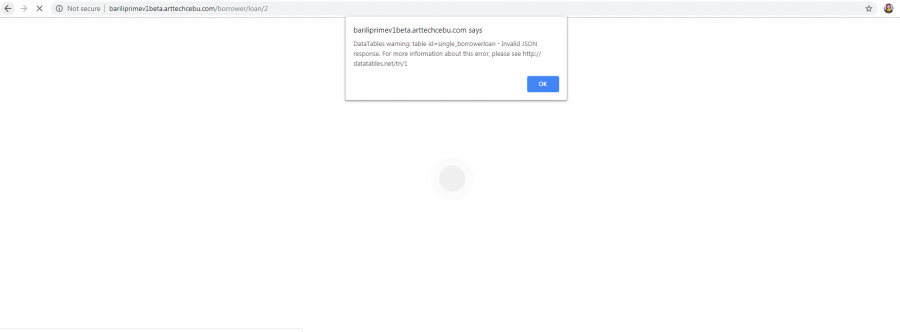 Not secure | bariliprimev1beta.arttechcebu.com/borrower/loan/2
bariliprimev1beta.arttechcebu.com says
DataTables warning: table id=single_borrowerloan - Invalid JSON
response. For more information about this error, please see http://
datatables.net/tn/1
OK